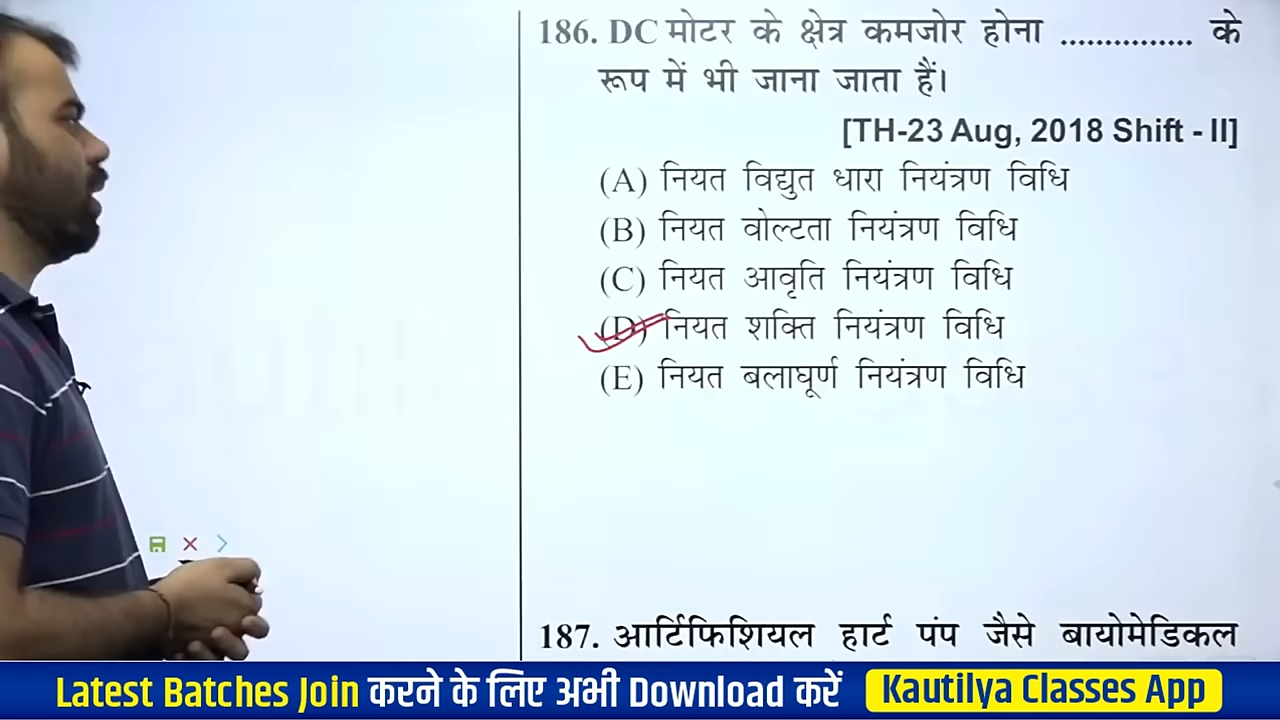 186. DC मोटर के क्षेत्र कमजोर होना ............... के
रूप में भी जाना जाता हैं।
[TH-23 Aug, 2018 Shift - II]
(A) नियत विद्युत धारा नियंत्रण विधि
(B) नियत वोल्टता नियंत्रण विधि
(C) नियत आवृति नियंत्रण विधि
(D) नियत शक्ति नियंत्रण विधि
(E) नियत बलाघूर्ण नियंत्रण विधि
187. आर्टिफिशियल हार्ट पंप जैसे बायोमेडिकल
Latest Batches Join करने के लिए अभी Download करें Kautilya Classes App